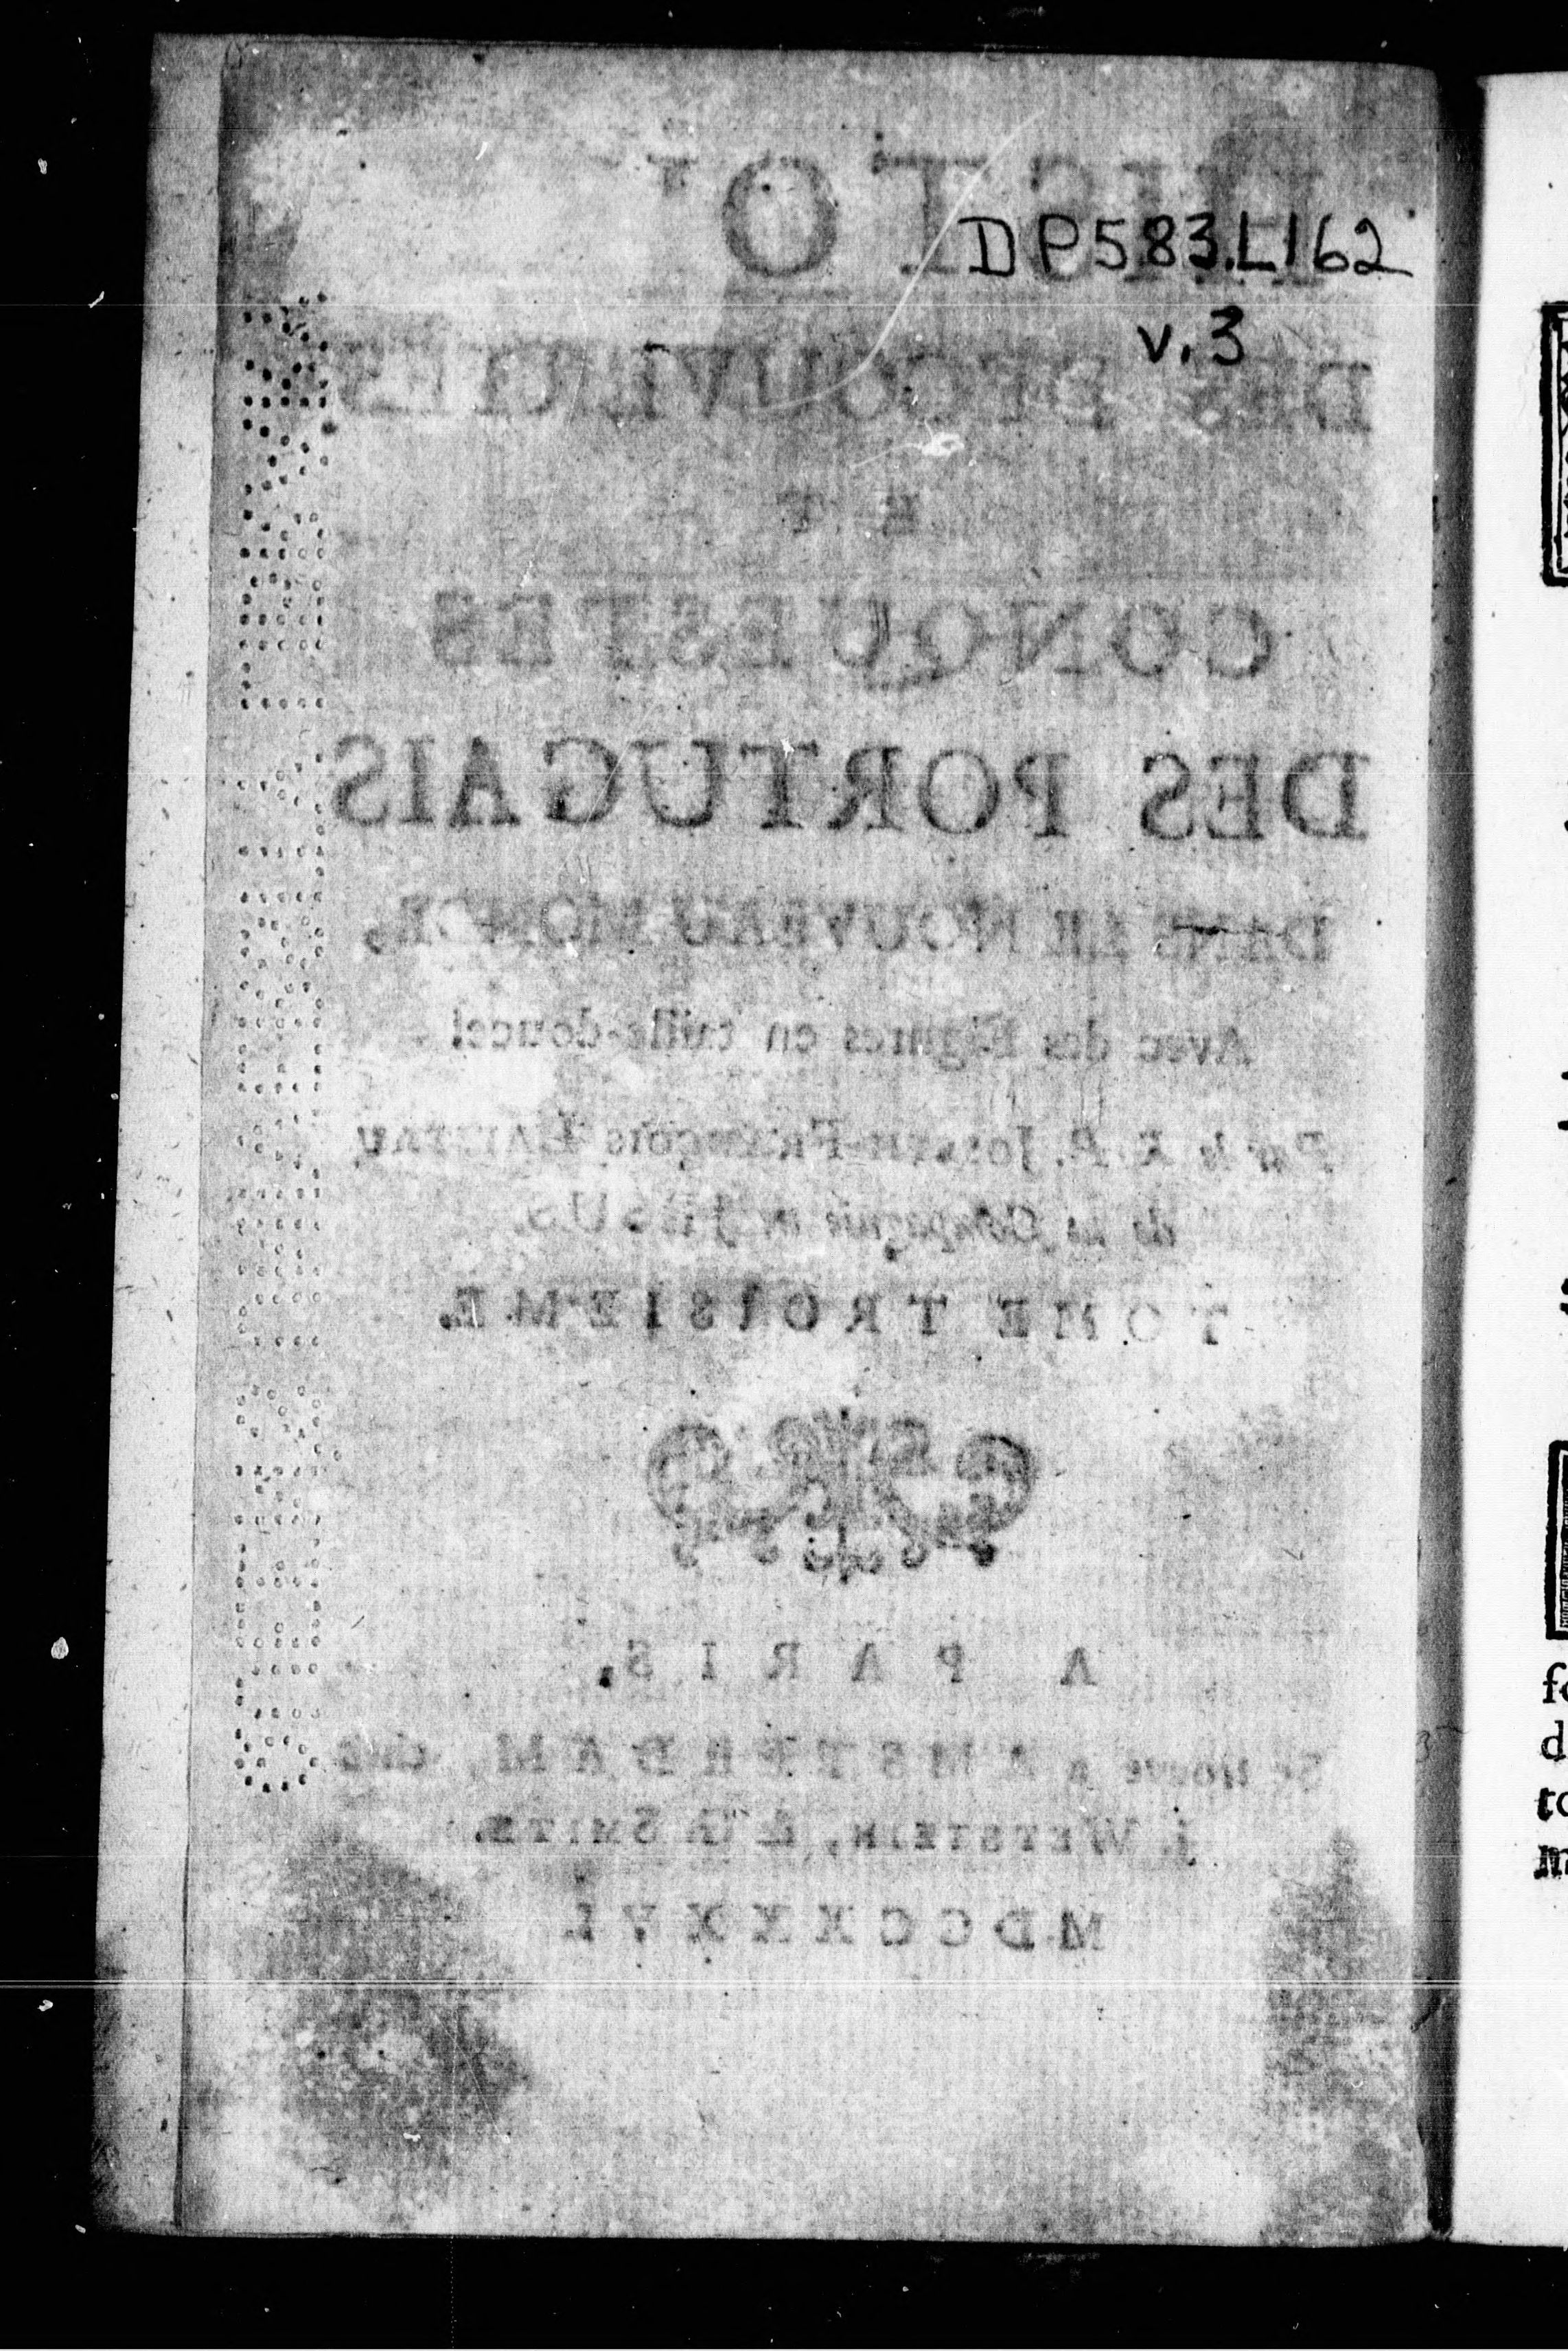 HISTOI
DP583.L162
v.3
DES DECOUVERTES
ET
CONQUESTES
DES PORTUGAIS
DANS LE NOUVEAU MONDE,
Avec des Figures en taille-douce.
Par le R. P. JOSEPH-FRANÇOIS LAFITAU
de la Compagnie de JESUS.
TOME TROISIEME.
A PARIS,
Se trouve a AMSTERDAM, chez
J. WETSTEIN, & G. SMITH.
MDCCXXXVI.
d
to
m